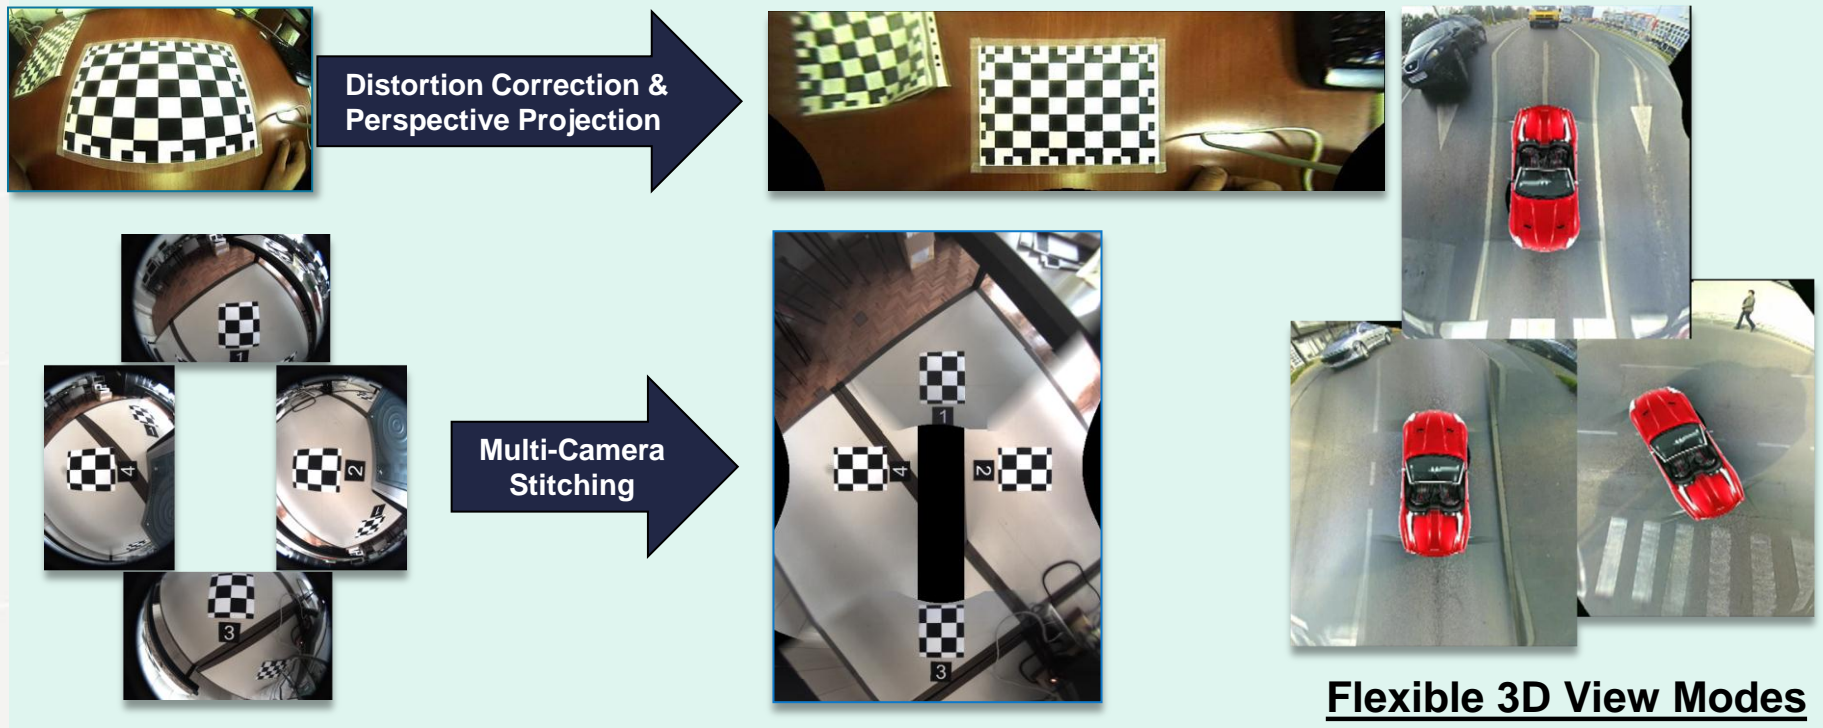 Distortion Correction &
Perspective Projection
1
4
2
3
Multi-Camera
Stitching
1
4
2
3
Flexible 3D View Modes